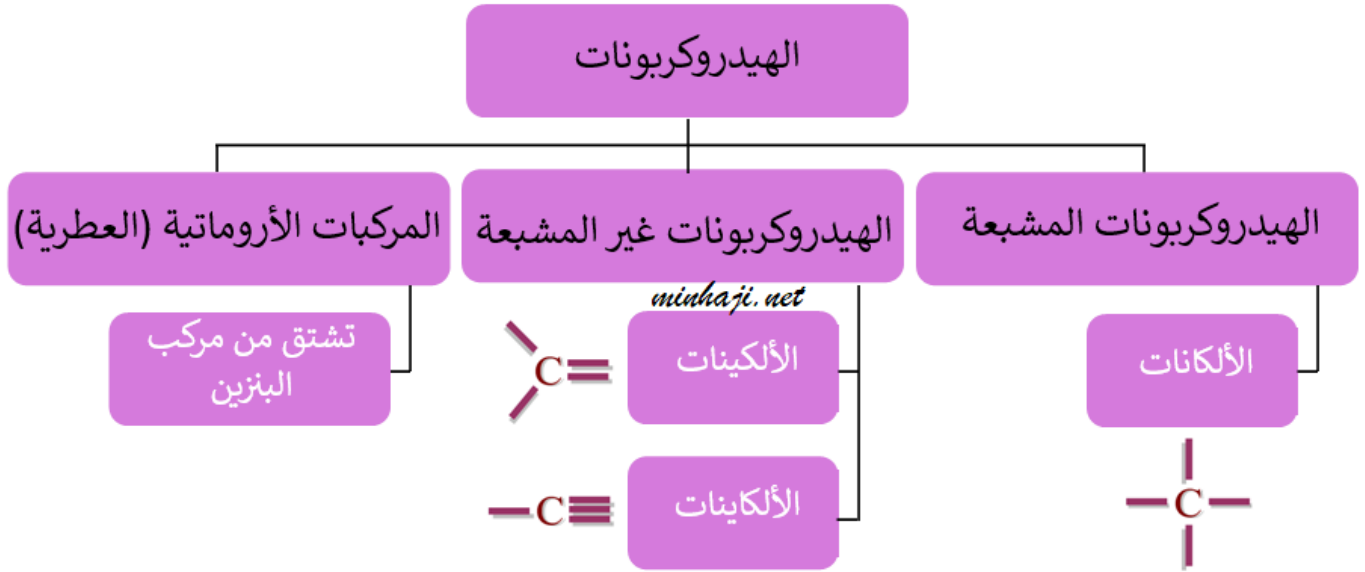 الهيدروكربونات
الهيدروكربونات المشبعة
الألكانات
C
الهيدروكربونات غير المشبعة
minhaji.net
الألكينات
C
الألكاينات
C
المركبات الأروماتية (العطرية)
تشتق من مركب
البنزين